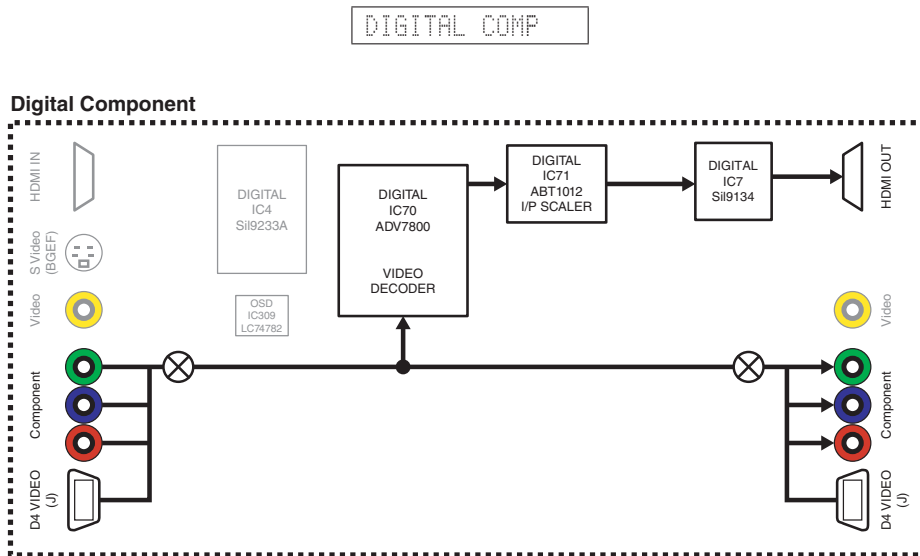 DIGITAL COMP
Digital Component
HDMI IN
S Video
(BGEF)
Video
Component
D4 VIDEO
(J)
DIGITAL
IC4
SiI9233A
OSD
IC309
LC74782
DIGITAL
IC70
ADV7800
VIDEO
DECODER
DIGITAL
IC71
ABT1012
I/P SCALER
DIGITAL
IC7
SiI9134
HDMI OUT
Video
Component
D4 VIDEO
(J)